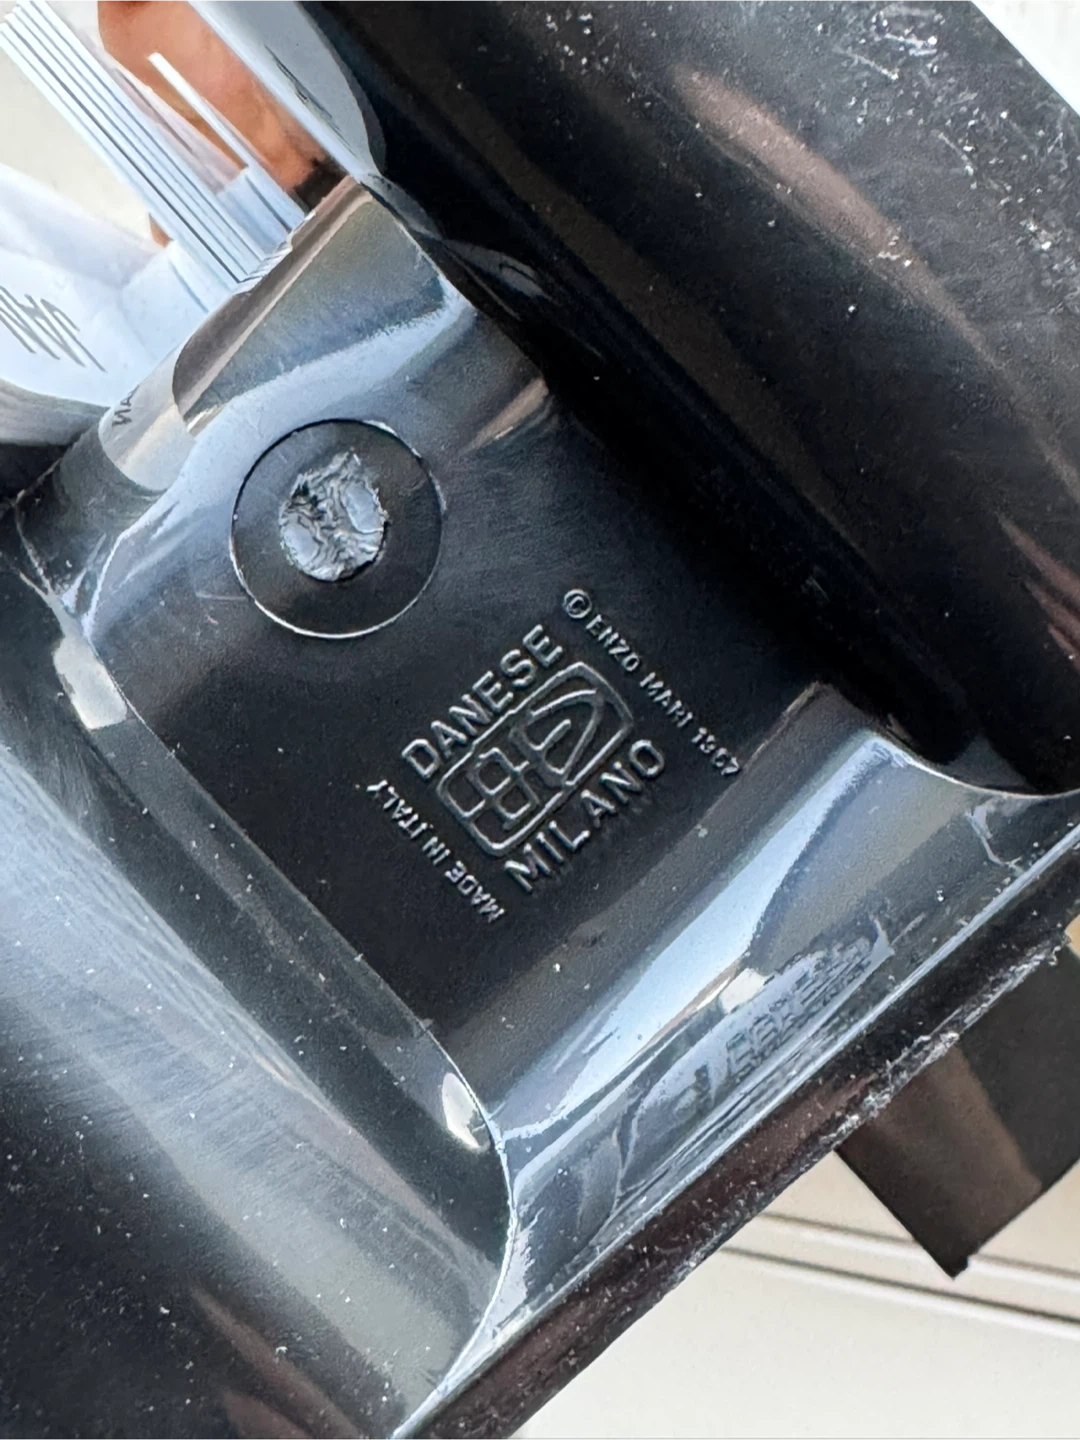 © ENZO MARI 1967
DANESE
MILANO
MADE IN ITALY